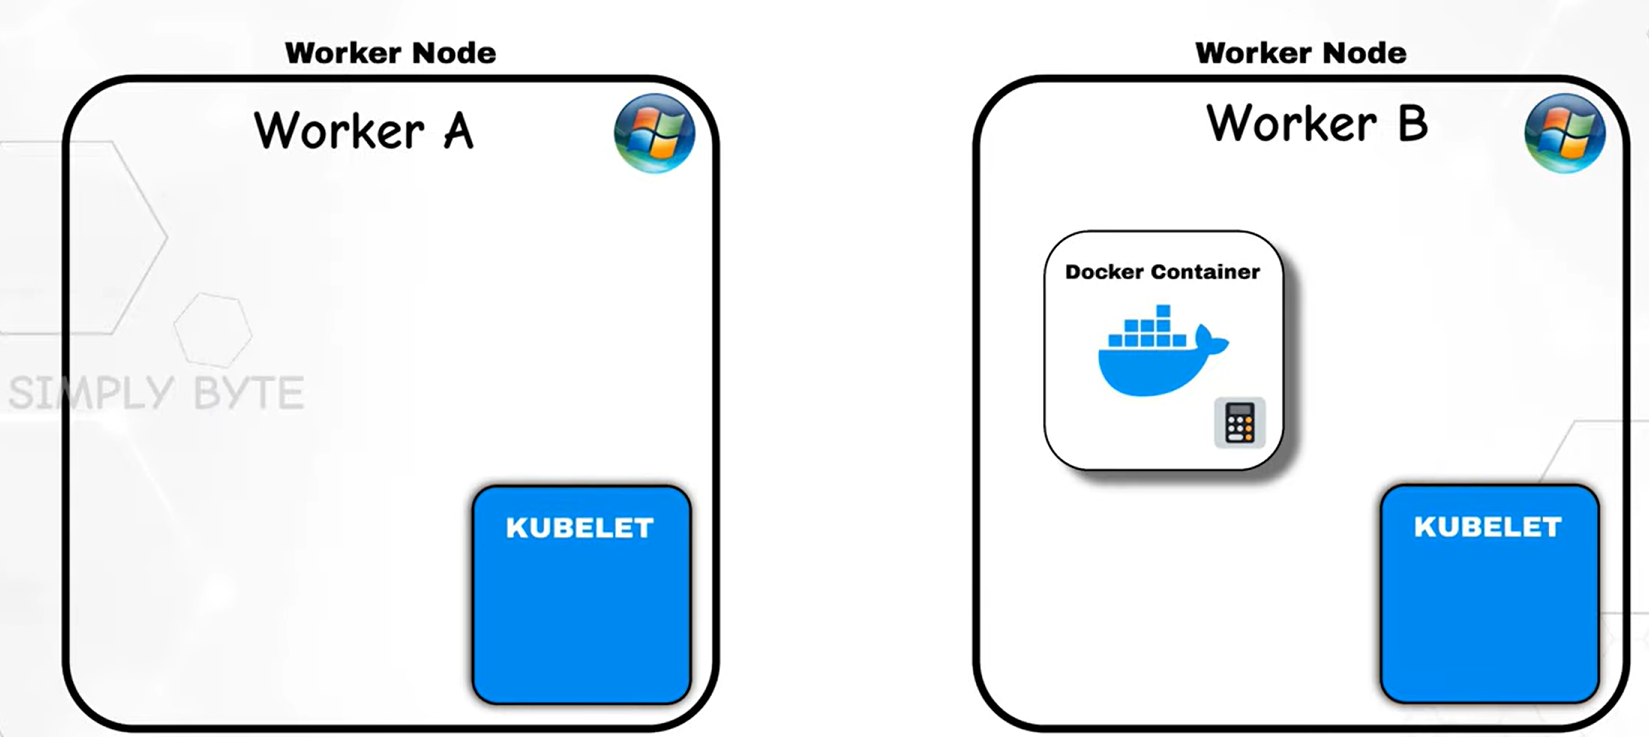 Worker Node
Worker A
SIMPLY BYTE
KUBELET
Worker Node
Worker B
Docker Container
KUBELET